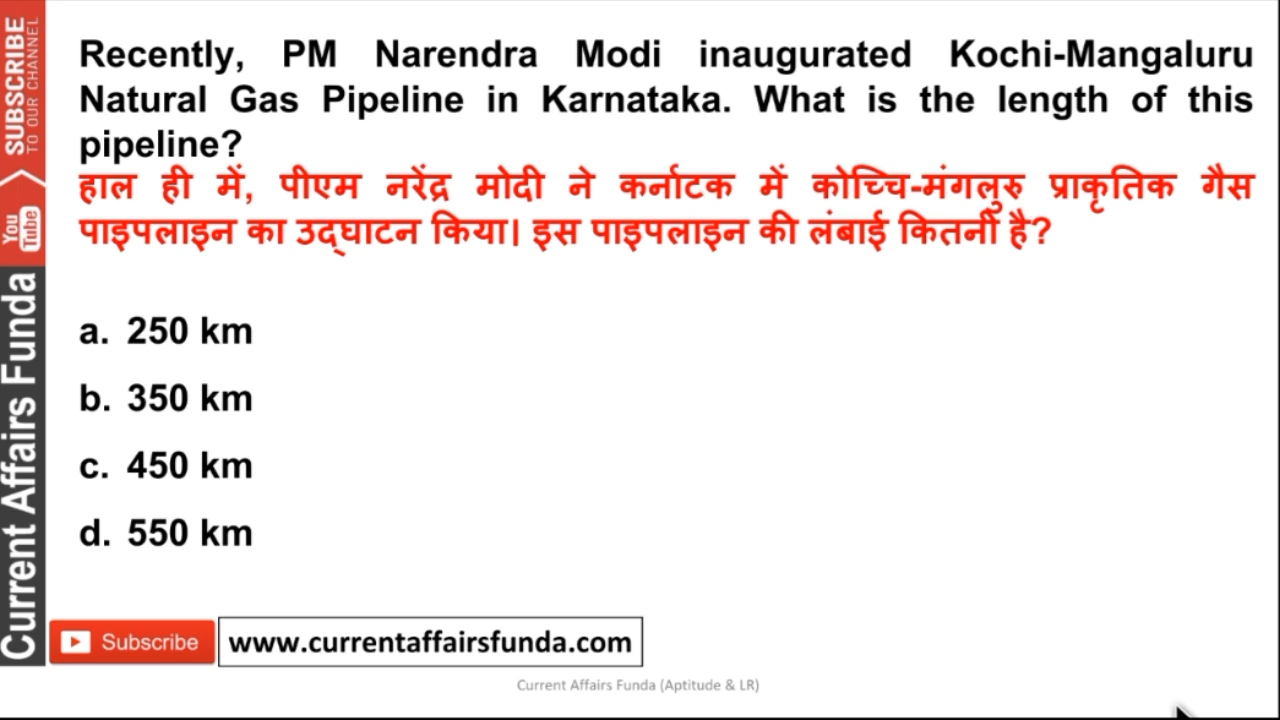 Recently, PM Narendra Modi inaugurated Kochi-Mangaluru
Natural Gas Pipeline in Karnataka. What is the length of this
pipeline?
हाल ही में, पीएम नरेंद्र मोदी ने कर्नाटक में कोच्चि-मंगलुरु प्राकृतिक गैस
पाइपलाइन का उद्घाटन किया। इस पाइपलाइन की लंबाई कितनी है?
a. 250 km
b. 350 km
c. 450 km
d. 550 km
SUBSCRIBE
TO OUR CHANNEL
You
Tube
Current Affairs Funda
Subscribe
www.currentaffairsfunda.com
Current Affairs Funda (Aptitude & LR)